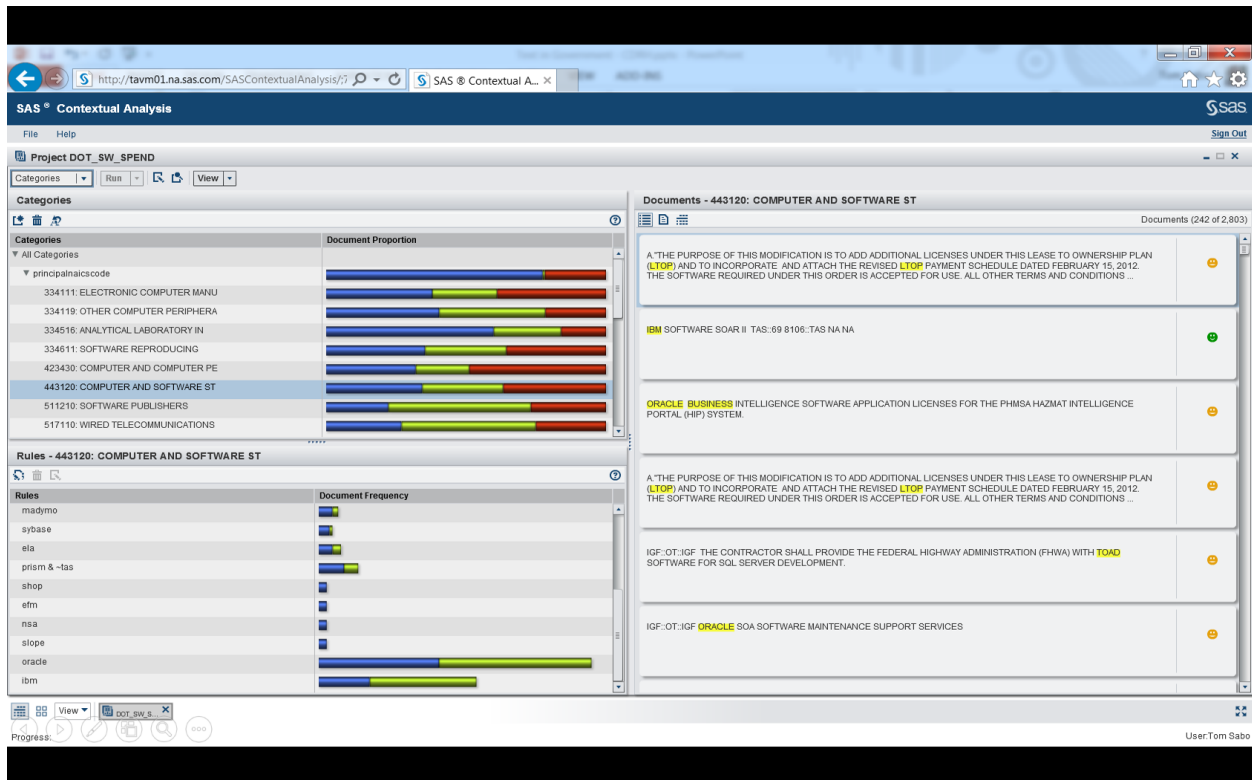 http://tavm01.na.sas.com/SASContextualAnalysis/;7
SAS ® Contextual A...
ADD-INS
SAS ® Contextual Analysis
sas
File Help
Sign Out
Project DOT_SW_SPEND
Categories Run View
Categories
Categories Document Proportion
All Categories
principalnaicscode
334111: ELECTRONIC COMPUTER MANU
334119: OTHER COMPUTER PERIPHERA
334516: ANALYTICAL LABORATORY IN
334611: SOFTWARE REPRODUCING
423430: COMPUTER AND COMPUTER PE
443120: COMPUTER AND SOFTWARE ST
511210: SOFTWARE PUBLISHERS
517110: WIRED TELECOMMUNICATIONS
Rules - 443120: COMPUTER AND SOFTWARE ST
Rules Document Frequency
madymo
sybase
ela
prism & ~tas
shop
efm
nsa
slope
oracle
ibm
Documents - 443120: COMPUTER AND SOFTWARE ST
Documents (242 of 2,803)
A."THE PURPOSE OF THIS MODIFICATION IS TO ADD ADDITIONAL LICENSES UNDER THIS LEASE TO OWNERSHIP PLAN
(LTOP) AND TO INCORPORATE AND ATTACH THE REVISED LTOP PAYMENT SCHEDULE DATED FEBRUARY 15, 2012.
THE SOFTWARE REQUIRED UNDER THIS ORDER IS ACCEPTED FOR USE. ALL OTHER TERMS AND CONDITIONS ...
IBM SOFTWARE SOAR II TAS::69 8106::TAS NA NA
ORACLE BUSINESS INTELLIGENCE SOFTWARE APPLICATION LICENSES FOR THE PHMSA HAZMAT INTELLIGENCE
PORTAL (HIP) SYSTEM.
A."THE PURPOSE OF THIS MODIFICATION IS TO ADD ADDITIONAL LICENSES UNDER THIS LEASE TO OWNERSHIP PLAN
(LTOP) AND TO INCORPORATE AND ATTACH THE REVISED LTOP PAYMENT SCHEDULE DATED FEBRUARY 15, 2012.
THE SOFTWARE REQUIRED UNDER THIS ORDER IS ACCEPTED FOR USE. ALL OTHER TERMS AND CONDITIONS ...
IGF::OT::IGF THE CONTRACTOR SHALL PROVIDE THE FEDERAL HIGHWAY ADMINISTRATION (FHWA) WITH TOAD
SOFTWARE FOR SQL SERVER DEVELOPMENT.
IGF::OT::IGF ORACLE SOA SOFTWARE MAINTENANCE SUPPORT SERVICES
View DOT_SW_S...
Progress:
User:Tom Sabo